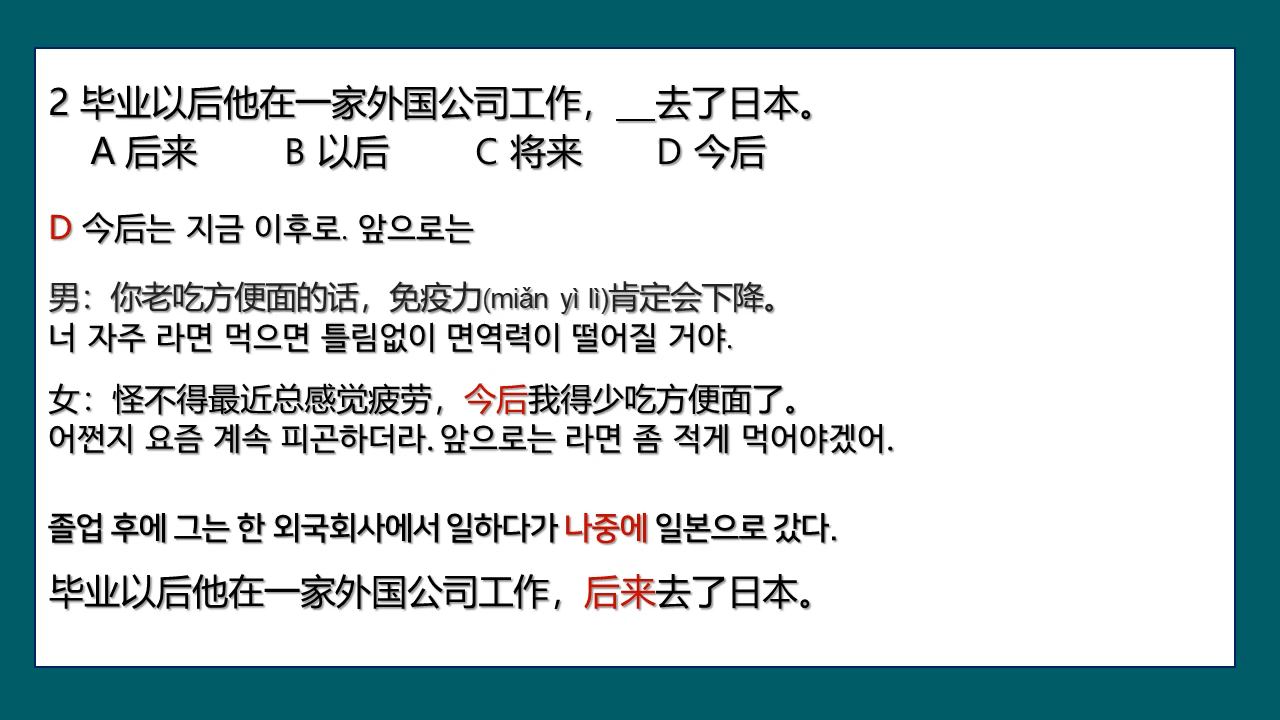 2 毕业以后他在一家外国公司工作，__去了日本。
A 后来 B 以后 C 将来 D 今后
D 今后는 지금 이후로. 앞으로는
男：你老吃方便面的话，免疫力(miǎn yì lì)肯定会下降。
너 자주 라면 먹으면 틀림없이 면역력이 떨어질 거야.
女：怪不得最近总感觉疲劳，今后我得少吃方便面了。
어쩐지 요즘 계속 피곤하더라. 앞으로는 라면 좀 적게 먹어야겠어.
졸업 후에 그는 한 외국회사에서 일하다가 나중에 일본으로 갔다.
毕业以后他在一家外国公司工作，后来去了日本。